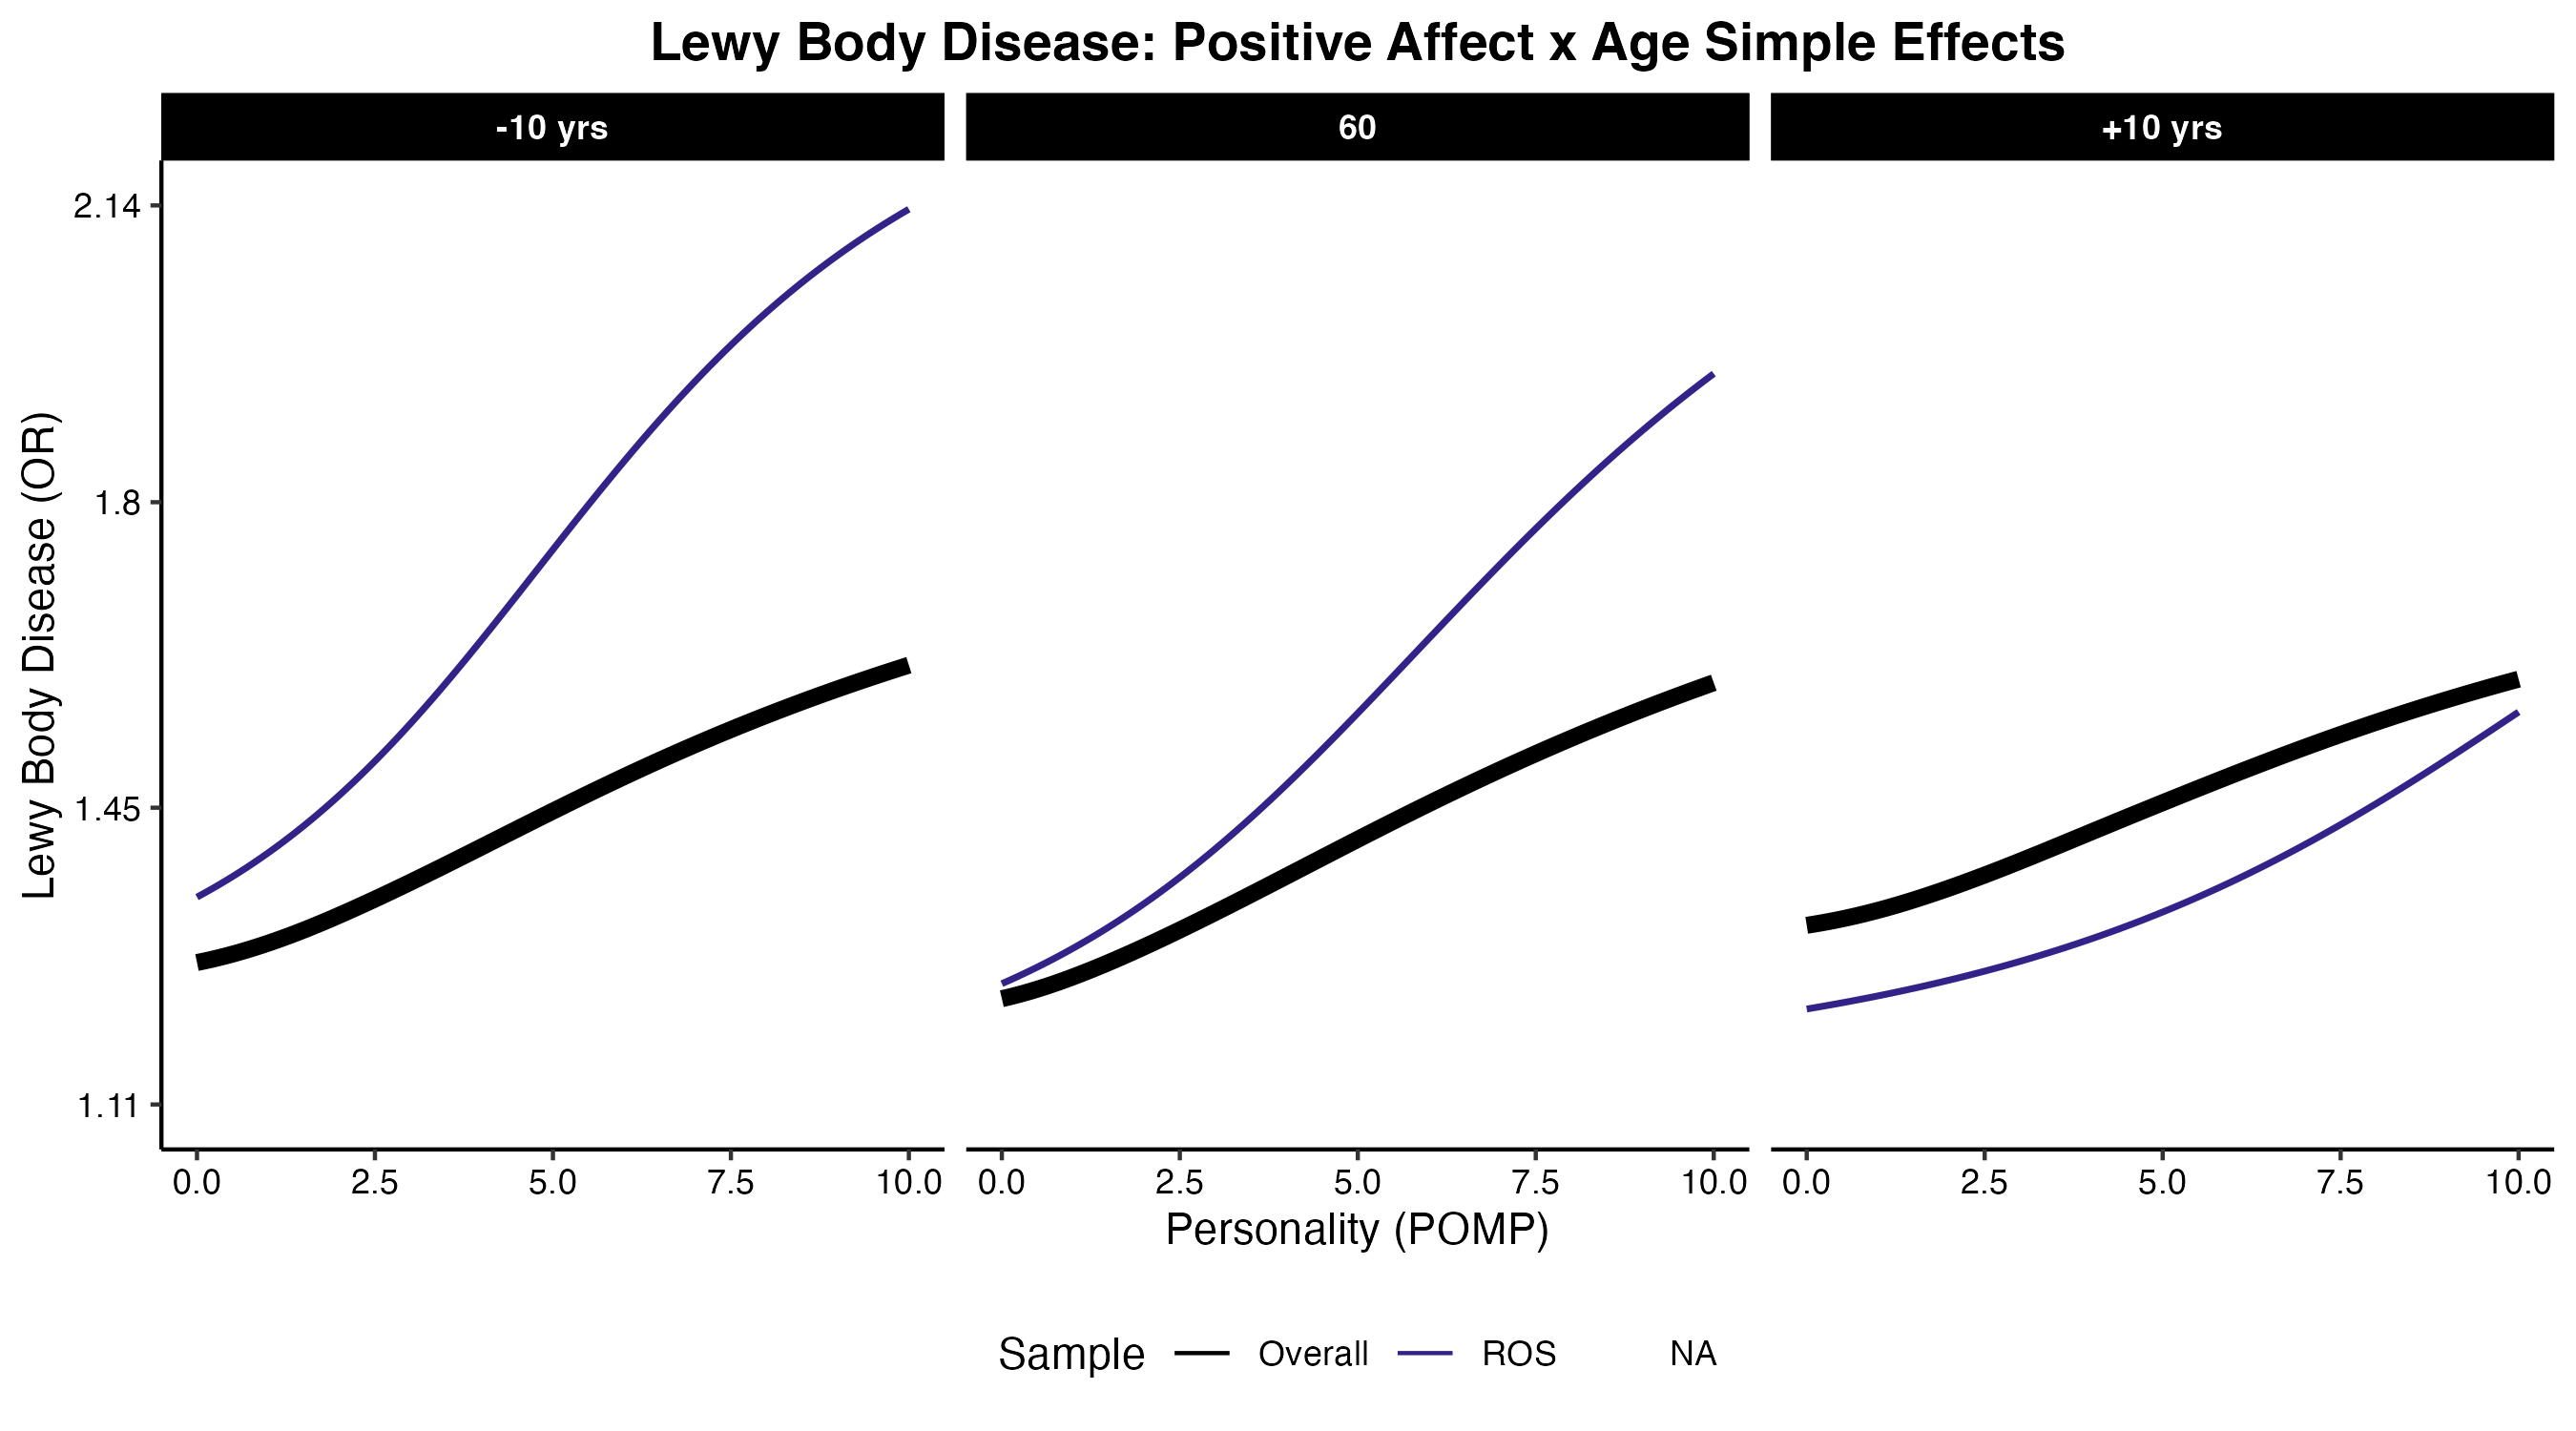 Lewy Body Disease: Positive Affect x Age Simple Effects
-10 yrs
60
+10 yrs
Lewy Body Disease (OR)
2.14
1.8
1.45
1.11
0.0 2.5 5.0 7.5 10.0
0.0 2.5 5.0 7.5 10.0
0.0 2.5 5.0 7.5 10.0
Personality (POMP)
Sample Overall ROS NA